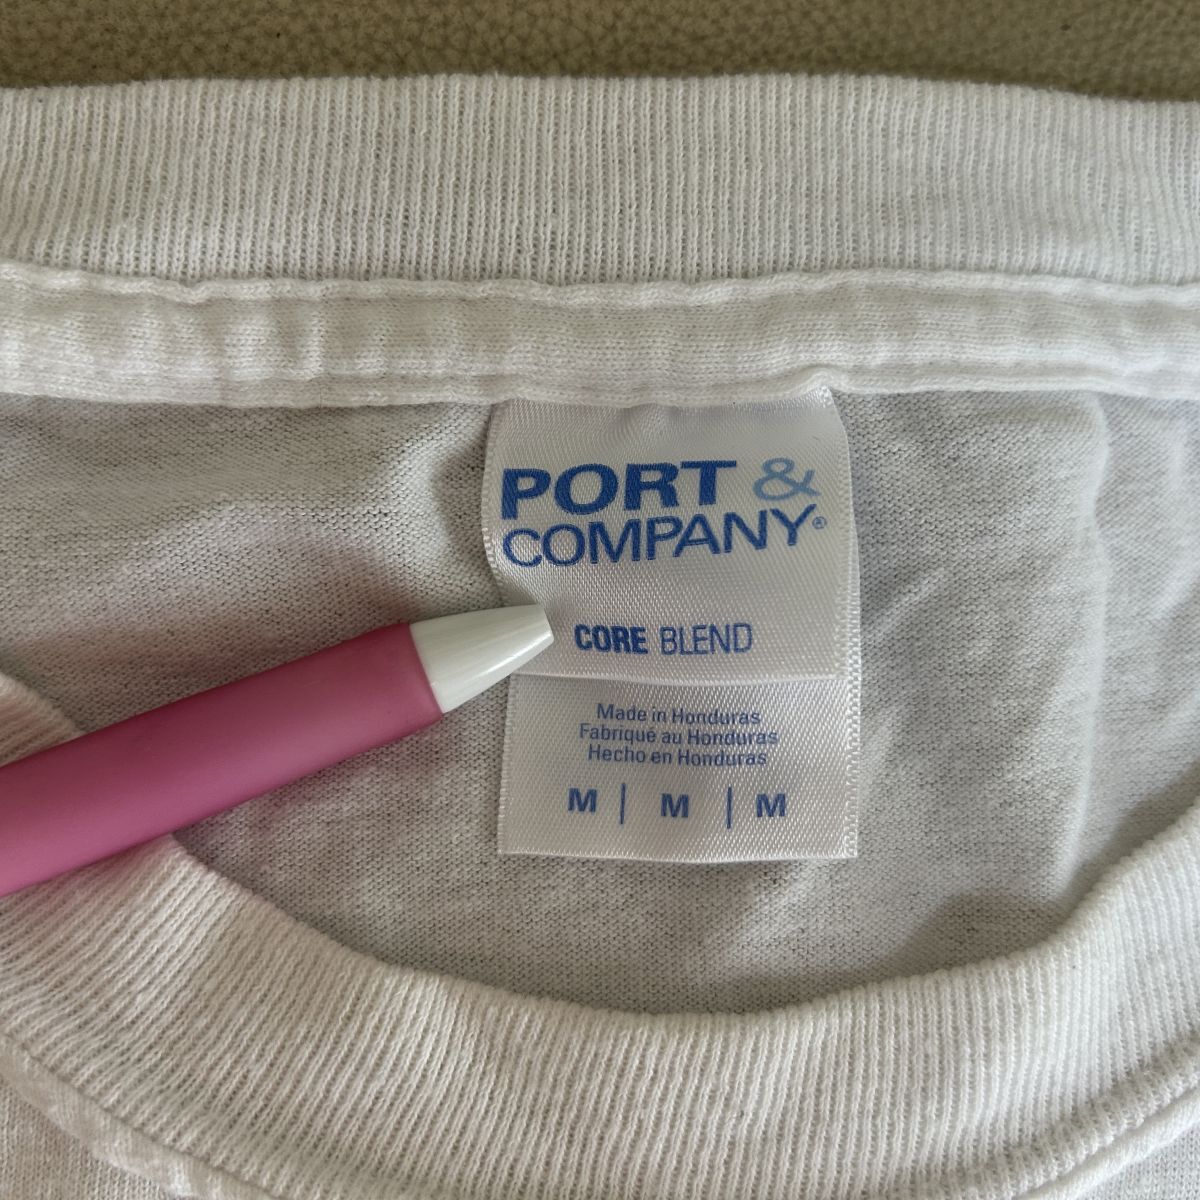 PORT &
COMPANY®
CORE BLEND
Made in Honduras
Fabriqué au Honduras
Hecho en Honduras
M | M | M